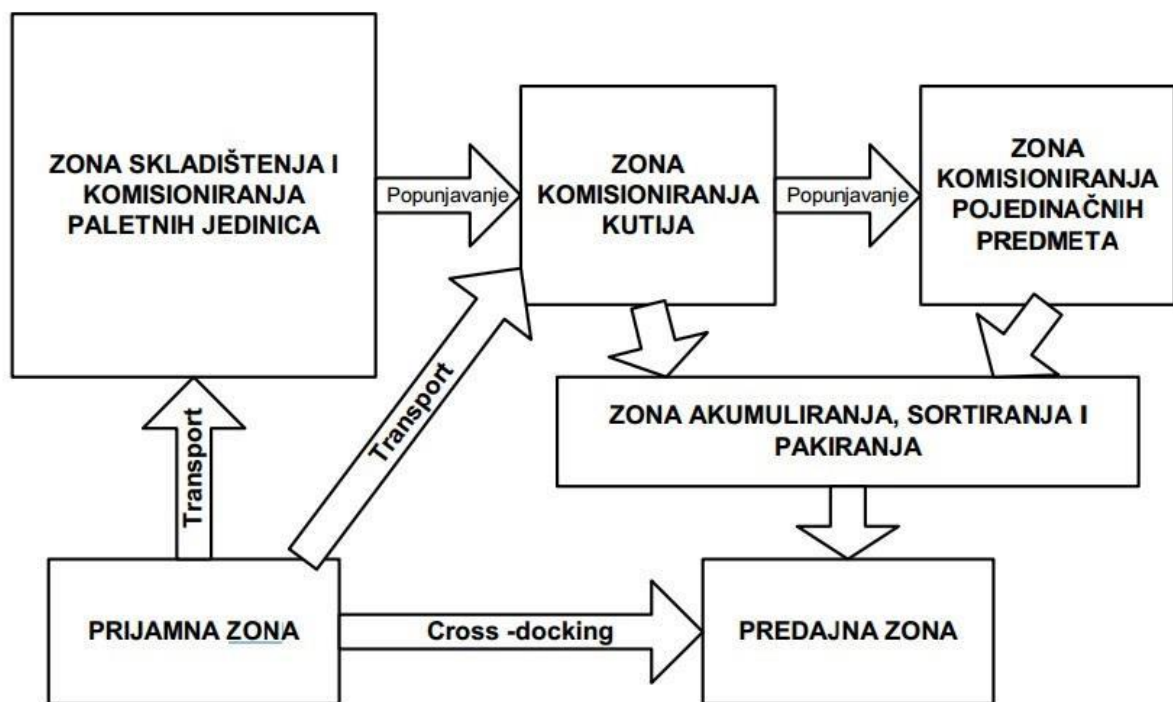 ZONA SKLADIŠTENJA I
KOMISIONIRANJA
PALETNIH JEDINICA
Popunjavanje
ZONA
KOMISIONIRANJA
KUTIJA
Popunjavanje
ZONA
KOMISIONIRANJA
POJEDINAČNIH
PREDMETA
Transport
Transport
ZONA AKUMULIRANJA, SORTIRANJA I
PAKIRANJA
PRIJAMNA ZONA
Cross -docking
PREDAJNA ZONA